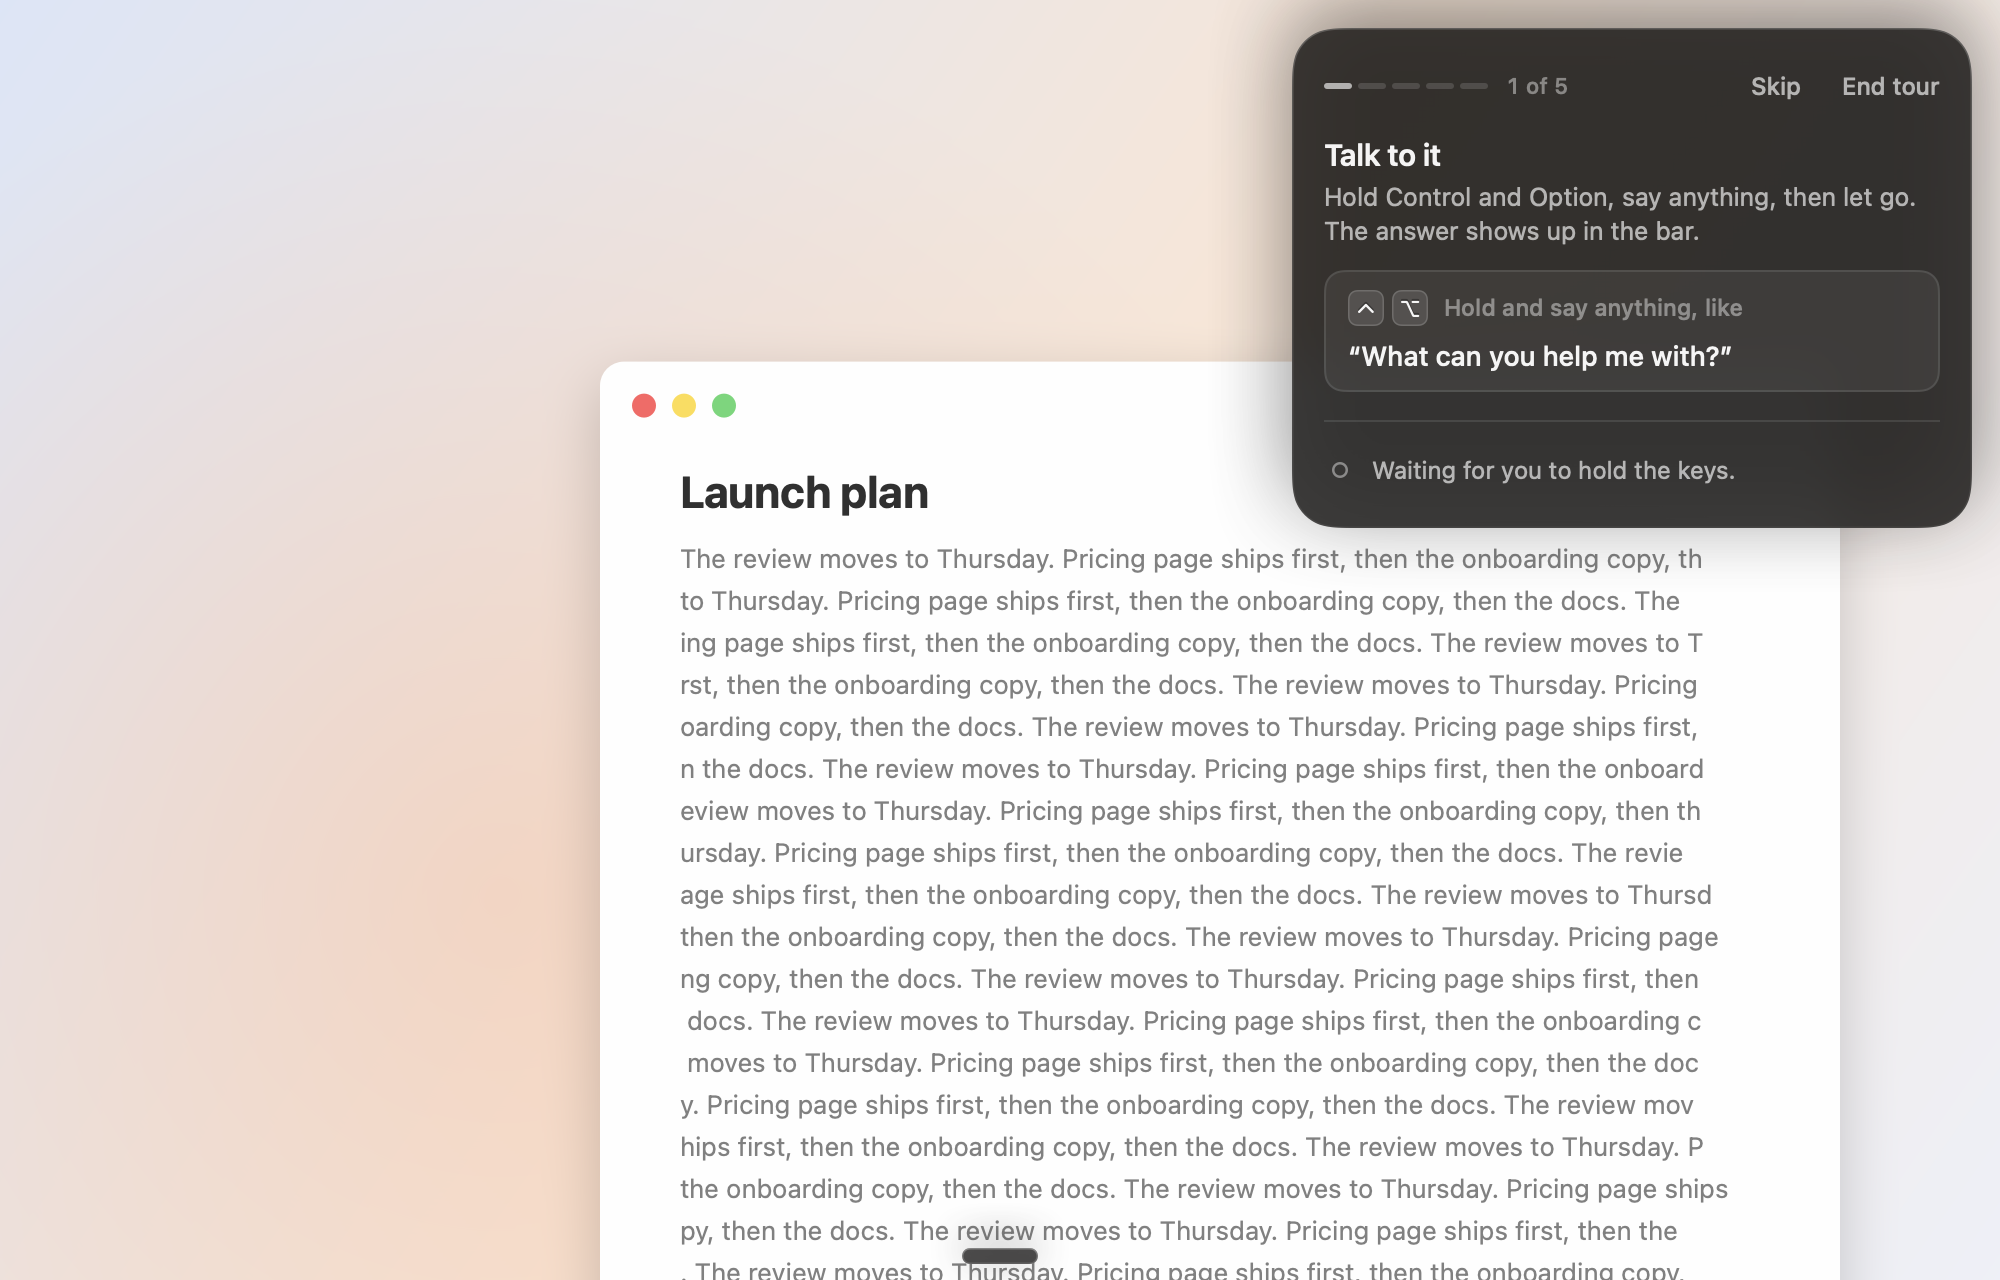 1 of 5 Skip End tour
Talk to it
Hold Control and Option, say anything, then let go.
The answer shows up in the bar.
Hold and say anything, like
“What can you help me with?”
Waiting for you to hold the keys.
Launch plan
The review moves to Thursday. Pricing page ships first, then the onboarding copy, th
to Thursday. Pricing page ships first, then the onboarding copy, then the docs. The
ing page ships first, then the onboarding copy, then the docs. The review moves to T
rst, then the onboarding copy, then the docs. The review moves to Thursday. Pricing
oarding copy, then the docs. The review moves to Thursday. Pricing page ships first,
n the docs. The review moves to Thursday. Pricing page ships first, then the onboard
eview moves to Thursday. Pricing page ships first, then the onboarding copy, then th
ursday. Pricing page ships first, then the onboarding copy, then the docs. The revie
age ships first, then the onboarding copy, then the docs. The review moves to Thursd
then the onboarding copy, then the docs. The review moves to Thursday. Pricing page
ng copy, then the docs. The review moves to Thursday. Pricing page ships first, then
docs. The review moves to Thursday. Pricing page ships first, then the onboarding c
moves to Thursday. Pricing page ships first, then the onboarding copy, then the doc
y. Pricing page ships first, then the onboarding copy, then the docs. The review mov
hips first, then the onboarding copy, then the docs. The review moves to Thursday. P
the onboarding copy, then the docs. The review moves to Thursday. Pricing page ships
py, then the docs. The review moves to Thursday. Pricing page ships first, then the
. The review moves to Thursday. Pricing page ships first, then the onboarding copy,